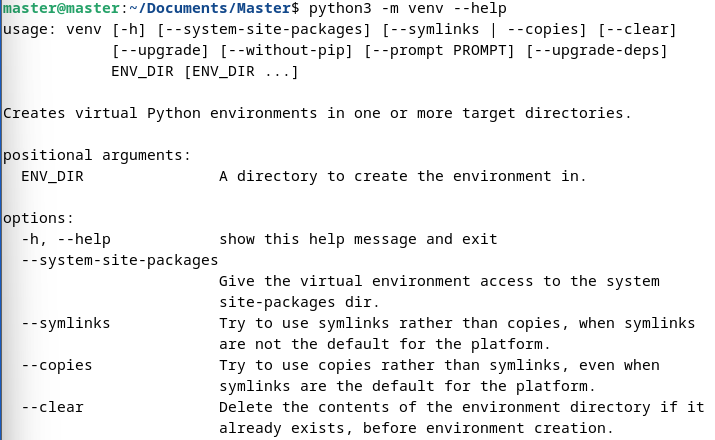 master@master:~/Documents/Master$ python3 -m venv --help
usage: venv [-h] [--system-site-packages] [--symlinks | --copies] [--clear]
            [--upgrade] [--without-pip] [--prompt PROMPT] [--upgrade-deps]
            ENV_DIR [ENV_DIR ...]

Creates virtual Python environments in one or more target directories.

positional arguments:
  ENV_DIR               A directory to create the environment in.

options:
  -h, --help            show this help message and exit
  --system-site-packages
                        Give the virtual environment access to the system
                        site-packages dir.
  --symlinks            Try to use symlinks rather than copies, when symlinks
                        are not the default for the platform.
  --copies              Try to use copies rather than symlinks, even when
                        symlinks are the default for the platform.
  --clear               Delete the contents of the environment directory if it
                        already exists, before environment creation.